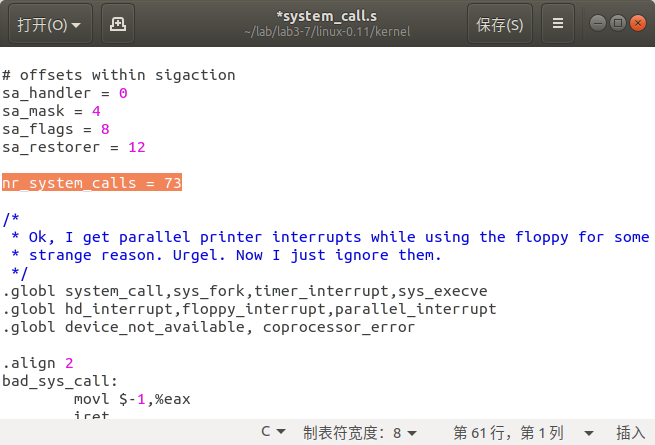 打开(O)
*system_call.s
~/lab/lab3-7/linux-0.11/kernel
保存(S)
# offsets within sigaction
sa_handler = 0
sa_mask = 4
sa_flags = 8
sa_restorer = 12
nr_system_calls = 73
/*
* Ok, I get parallel printer interrupts while using the floppy for some
* strange reason. Urgel. Now I just ignore them.
*/
.globl system_call,sys_fork,timer_interrupt,sys_execve
.globl hd_interrupt,floppy_interrupt,parallel_interrupt
.globl device_not_available, coprocessor_error
.align 2
bad_sys_call:
movl $-1,%eax
iret
C 制表符宽度：8 第 61 行，第 1 列 插入